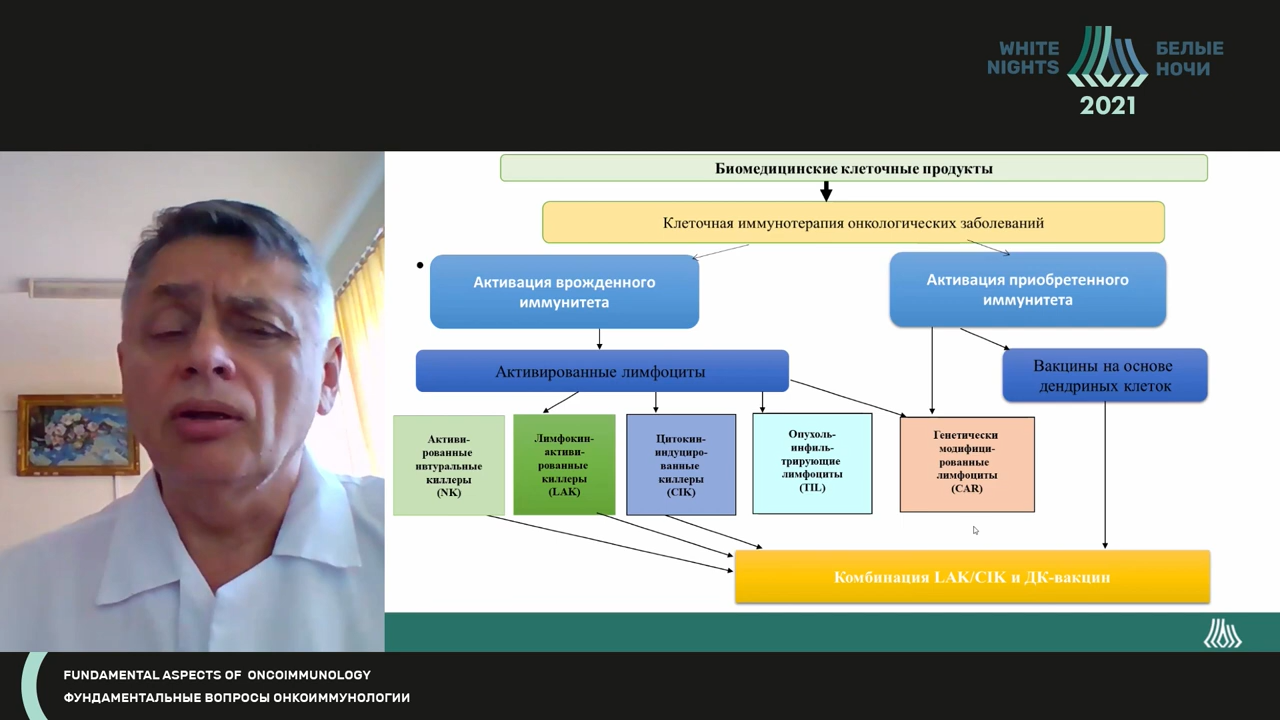 WHITE
NIGHTS
БЕЛЫЕ
НОЧИ
2021
Биомедицинские клеточные продукты
Клеточная иммунотерапия онкологических заболеваний
Активация врожденного
иммунитета
Активация приобретенного
иммунитета
Активированные лимфоциты
Вакцины на основе
дендриных клеток
Активи-
рованные
натуральные
киллеры
(NK)
Лимфокин-
активи-
рованные
киллеры
(LAK)
Цитокин-
индуциро-
ванные
киллеры
(CIK)
Опухоль-
инфиль-
трирующие
лимфоциты
(TIL)
Генетически
модифици-
рованные
лимфоциты
(CAR)
Комбинация LAK/CIK и ДК-вакцин
FUNDAMENTAL ASPECTS OF ONCOIMMUNOLOGY
ФУНДАМЕНТАЛЬНЫЕ ВОПРОСЫ ОНКОИММУНОЛОГИИ